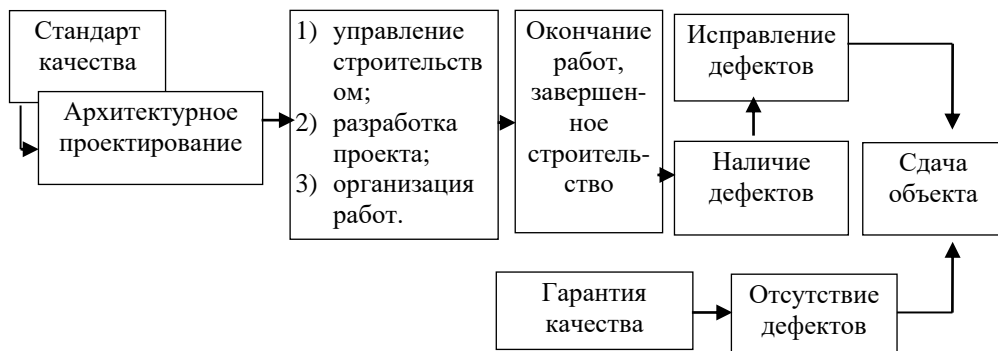 Стандарт
качества
Архитектурное
проектирование
1) управление
строительств
ом;
2) разработка
проекта;
3) организация
работ.
Окончание
работ,
завершен-
ное
строитель-
ство
Исправление
дефектов
Наличие
дефектов
Сдача
объекта
Гарантия
качества
Отсутствие
дефектов